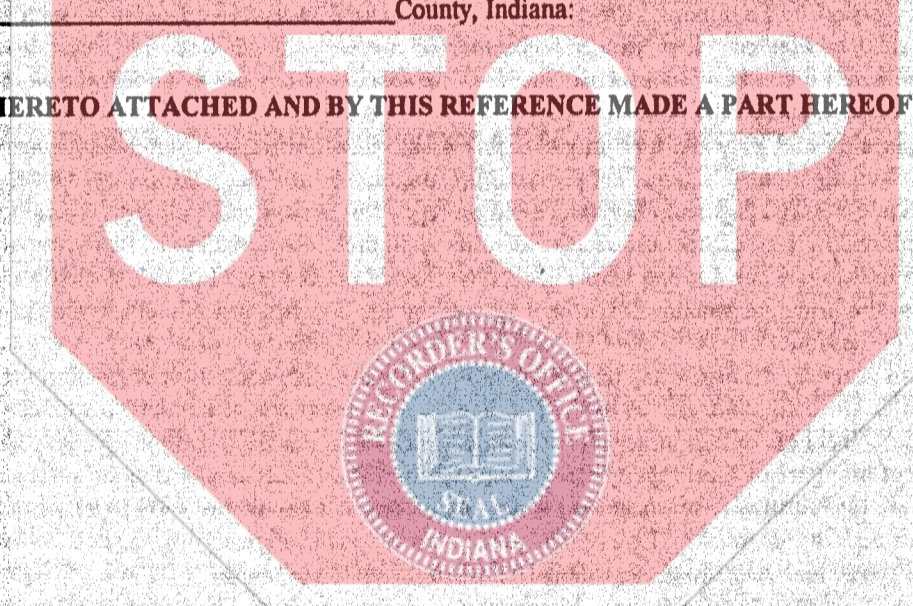 County, Indiana:
HERETO ATTACHED AND BY THIS REFERENCE MADE A PART HEREOF
STOP
RECORDER'S OFFICE
SEAL
INDIANA